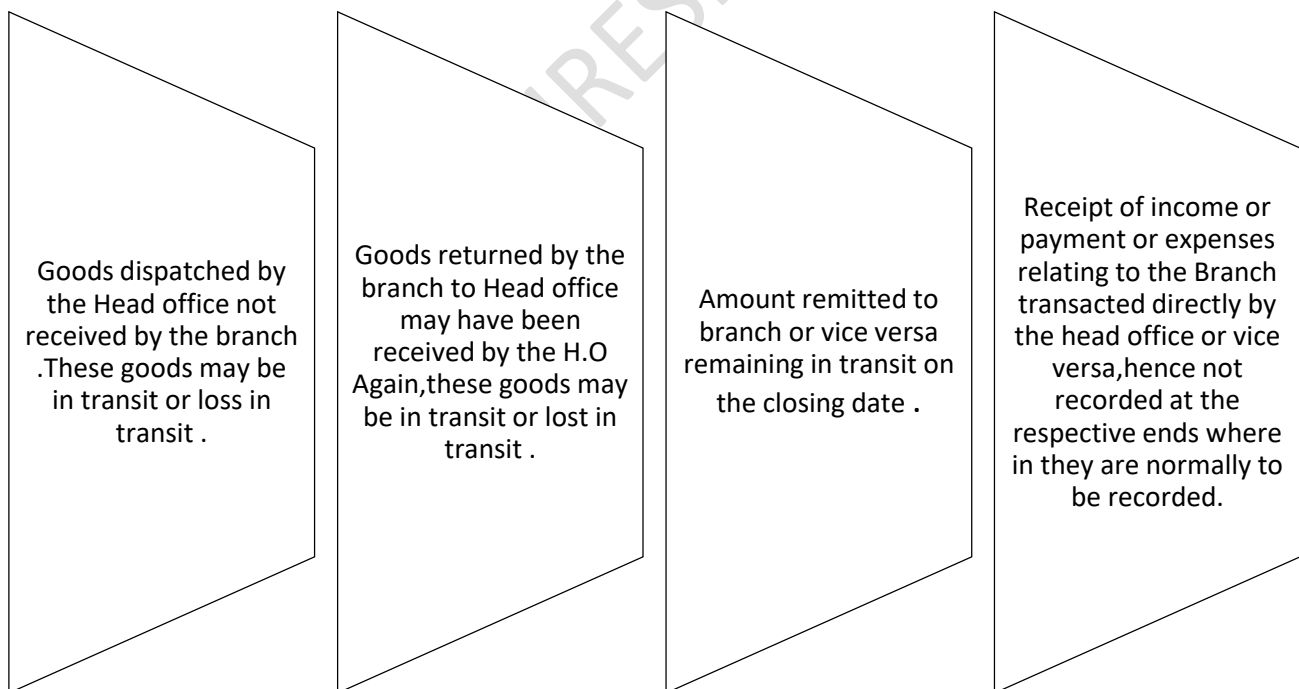 Goods dispatched by
the Head office not
received by the branch
.These goods may be
in transit or loss in
transit .
Goods returned by the
branch to Head office
may have been
received by the H.O
Again,these goods may
be in transit or lost in
transit .
Amount remitted to
branch or vice versa
remaining in transit on
the closing date .
Receipt of income or
payment or expenses
relating to the Branch
transacted directly by
the head office or vice
versa,hence not
recorded at the
respective ends where
in they are normally to
be recorded.